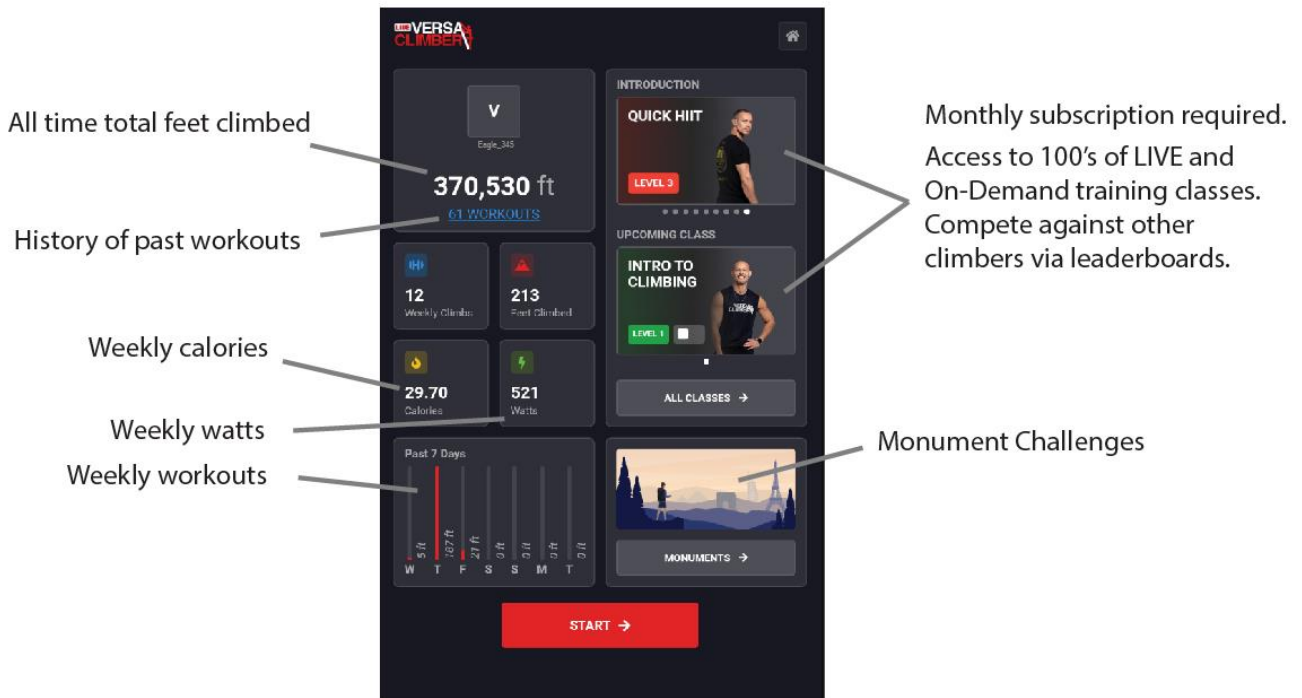 LIVE VERSA
CLIMBER
V
Eagle_345
370,530 ft
61 WORKOUTS
12
Weekly Climbs
213
Feet Climbed
29.70
Calories
521
Watts
Past 7 Days
5 ft
187 ft
27 ft
0 ft
0 ft
0 ft
0 ft
W T F S S M T
INTRODUCTION
QUICK HIIT
LEVEL 3
UPCOMING CLASS
INTRO TO
CLIMBING
LEVEL 1
ALL CLASSES →
MONUMENTS →
START →
All time total feet climbed
History of past workouts
Weekly calories
Weekly watts
Weekly workouts
Monthly subscription required.
Access to 100’s of LIVE and
On-Demand training classes.
Compete against other
climbers via leaderboards.
Monument Challenges